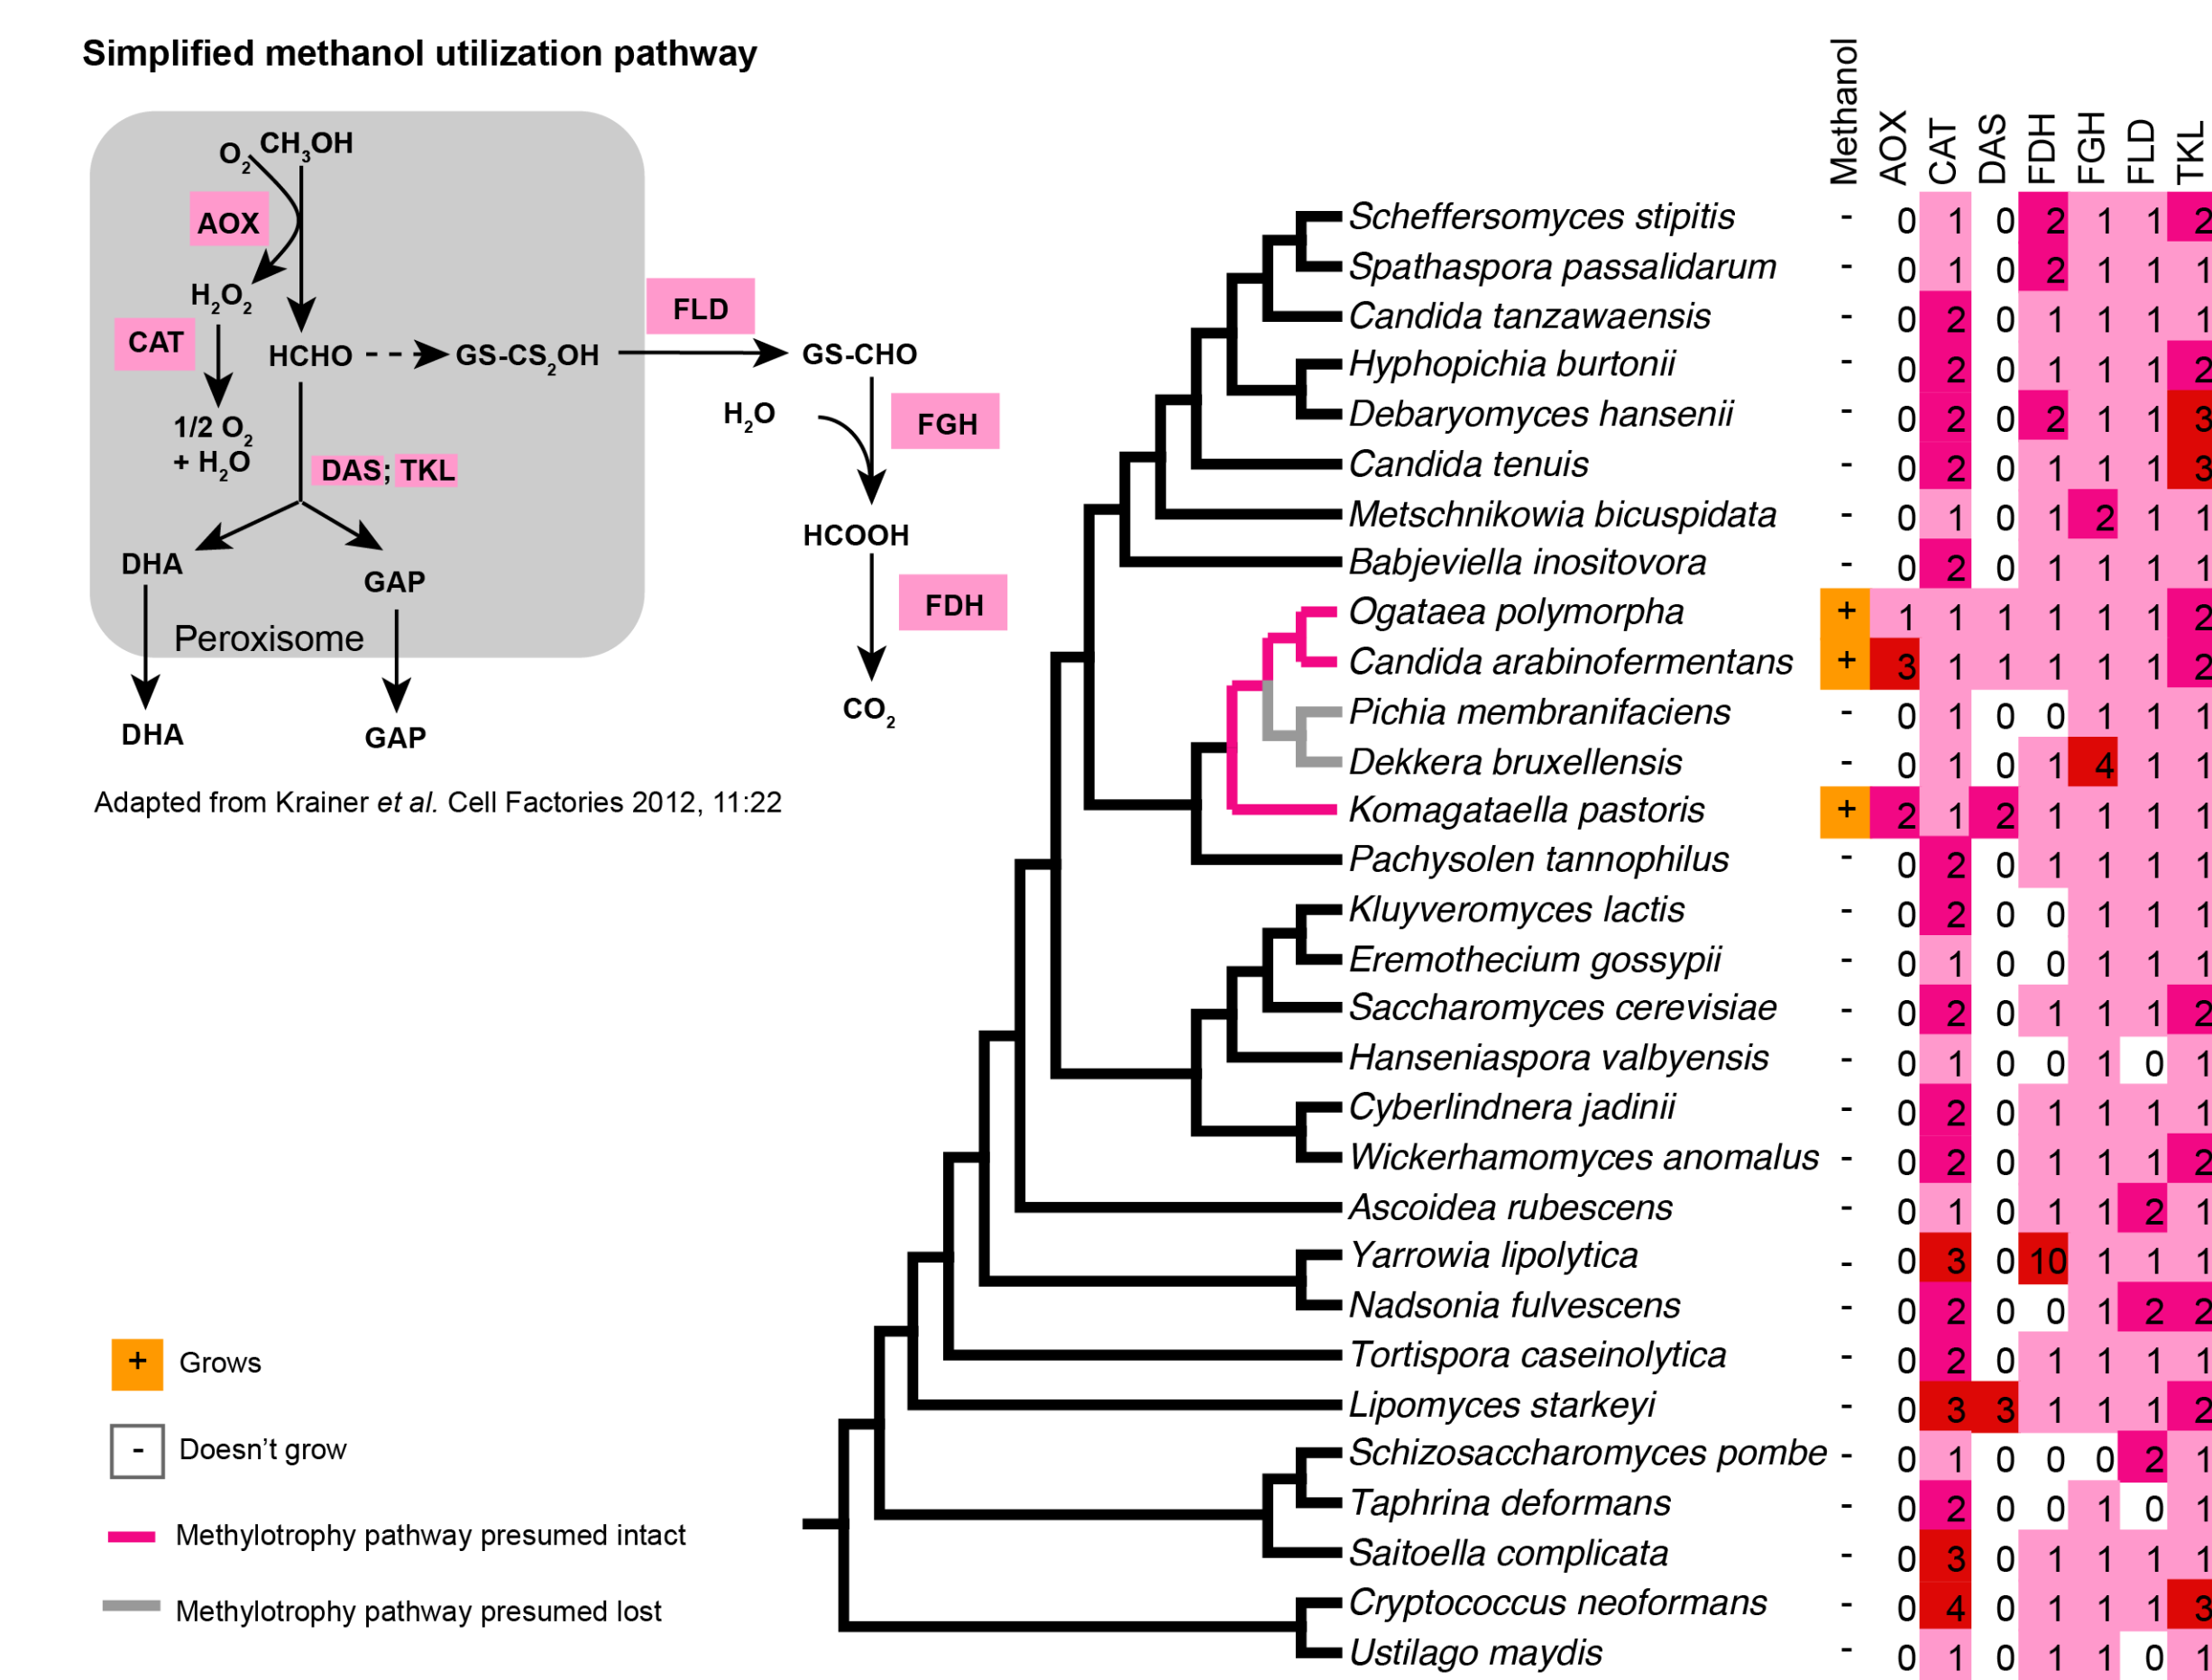 Simplified methanol utilization pathway
O2 CH3OH
AOX
H2O2
CAT
HCHO
GS-CS2OH
FLD
GS-CHO
H2O
FGH
1/2 O2
+ H2O
DAS; TKL
HCOOH
DHA
GAP
FDH
Peroxisome
CO2
DHA
GAP
Adapted from Krainer et al. Cell Factories 2012, 11:22
Methanol AOX CAT DAS FDH FGH FLD TKL
Scheffersomyces stipitis - 0 1 0 2 1 1 2
Spathaspora passalidarum - 0 1 0 2 1 1 1
Candida tanzawaensis - 0 2 0 1 1 1 1
Hyphopichia burtonii - 0 2 0 1 1 1 2
Debaryomyces hansenii - 0 2 0 2 1 1 3
Candida tenuis - 0 2 0 1 1 1 3
Metschnikowia bicuspidata - 0 1 0 1 2 1 1
Babjeviella inositovora - 0 2 0 1 1 1 1
Ogataea polymorpha + 1 1 1 1 1 1 2
Candida arabinofermentans + 3 1 1 1 1 1 2
Pichia membranifaciens - 0 1 0 0 1 1 1
Dekkera bruxellensis - 0 1 0 1 4 1 1
Komagataella pastoris + 2 1 2 1 1 1 1
Pachysolen tannophilus - 0 2 0 1 1 1 1
Kluyveromyces lactis - 0 2 0 0 1 1 1
Eremothecium gossypii - 0 1 0 0 1 1 1
Saccharomyces cerevisiae - 0 2 0 1 1 1 2
Hanseniaspora valbyensis - 0 1 0 0 1 0 1
Cyberlindnera jadinii - 0 2 0 1 1 1 1
Wickerhamomyces anomalus - 0 2 0 1 1 1 2
Ascoidea rubescens - 0 1 0 1 1 2 1
Yarrowia lipolytica - 0 3 0 10 1 1 1
Nadsonia fulvescens - 0 2 0 0 1 2 2
Tortispora caseinolytica - 0 2 0 1 1 1 1
Lipomyces starkeyi - 0 3 3 1 1 1 2
Schizosaccharomyces pombe - 0 1 0 0 0 2 1
Taphrina deformans - 0 2 0 0 1 0 1
Saitoella complicata - 0 3 0 1 1 1 1
Cryptococcus neoformans - 0 4 0 1 1 1 3
Ustilago maydis - 0 1 0 1 1 0 1
+ Grows
- Doesn't grow
Methylotrophy pathway presumed intact
Methylotrophy pathway presumed lost